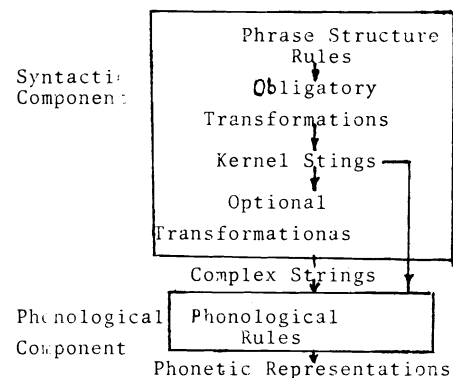 Phrase Structure
Rules
Syntactic
Component
Obligatory
Transformations
Kernel Stings
Optional
Transformationas
Complex Strings
Phonological
Component
Phonological
Rules
Phonetic Representations